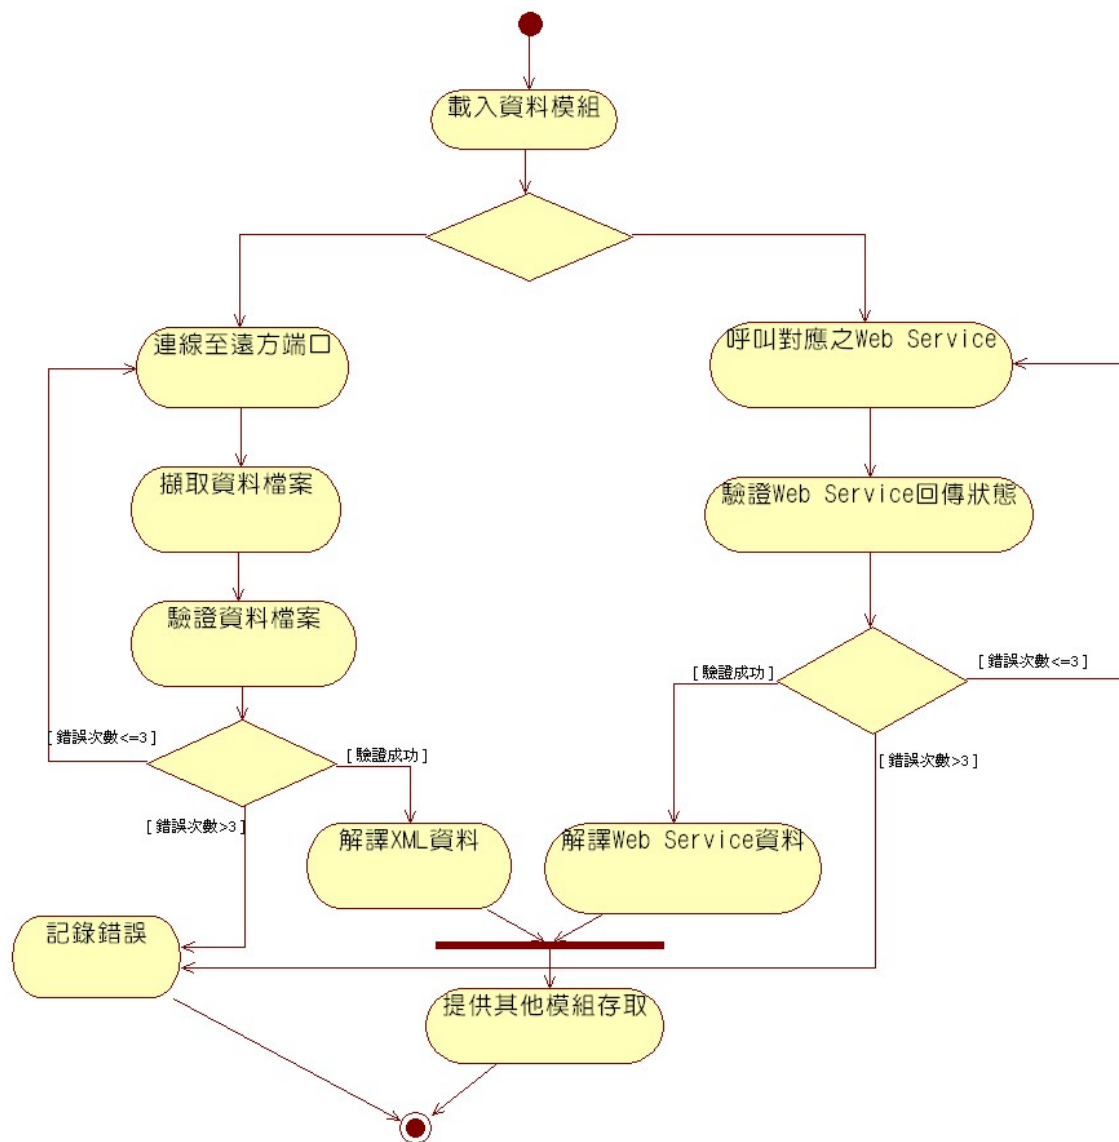 載入資料模組
連線至遠方端口
呼叫對應之Web Service
擷取資料檔案
驗證Web Service回傳狀態
驗證資料檔案
[錯誤次數<=3]
[驗證成功]
[驗證成功]
[錯誤次數<=3]
[錯誤次數>3]
[錯誤次數>3]
解譯XML資料
解譯Web Service資料
記錄錯誤
提供其他模組存取